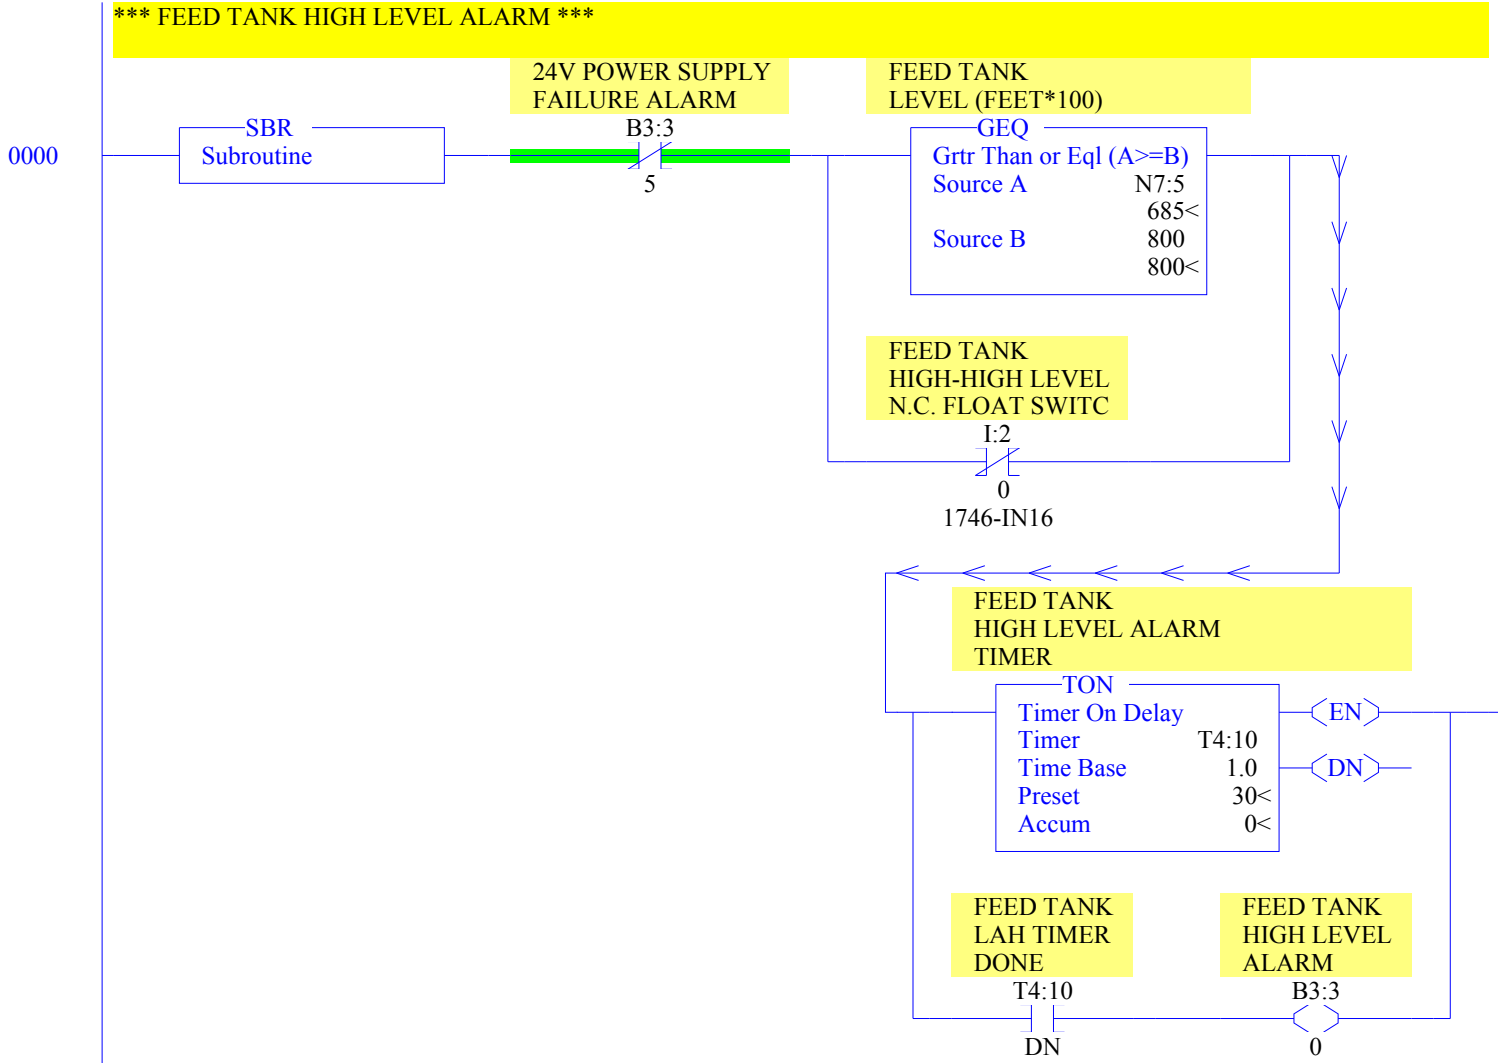 *** FEED TANK HIGH LEVEL ALARM ***
24V POWER SUPPLY
FAILURE ALARM
B3:3
5
FEED TANK
LEVEL (FEET*100)
0000
SBR
Subroutine
GEQ
Grtr Than or Eql (A>=B)
Source A N7:5
685<
Source B 800
800<
FEED TANK
HIGH-HIGH LEVEL
N.C. FLOAT SWITC
I:2
0
1746-IN16
FEED TANK
HIGH LEVEL ALARM
TIMER
TON
Timer On Delay
Timer T4:10
Time Base 1.0
Preset 30<
Accum 0<
EN
DN
FEED TANK
LAH TIMER
DONE
T4:10
DN
FEED TANK
HIGH LEVEL
ALARM
B3:3
0